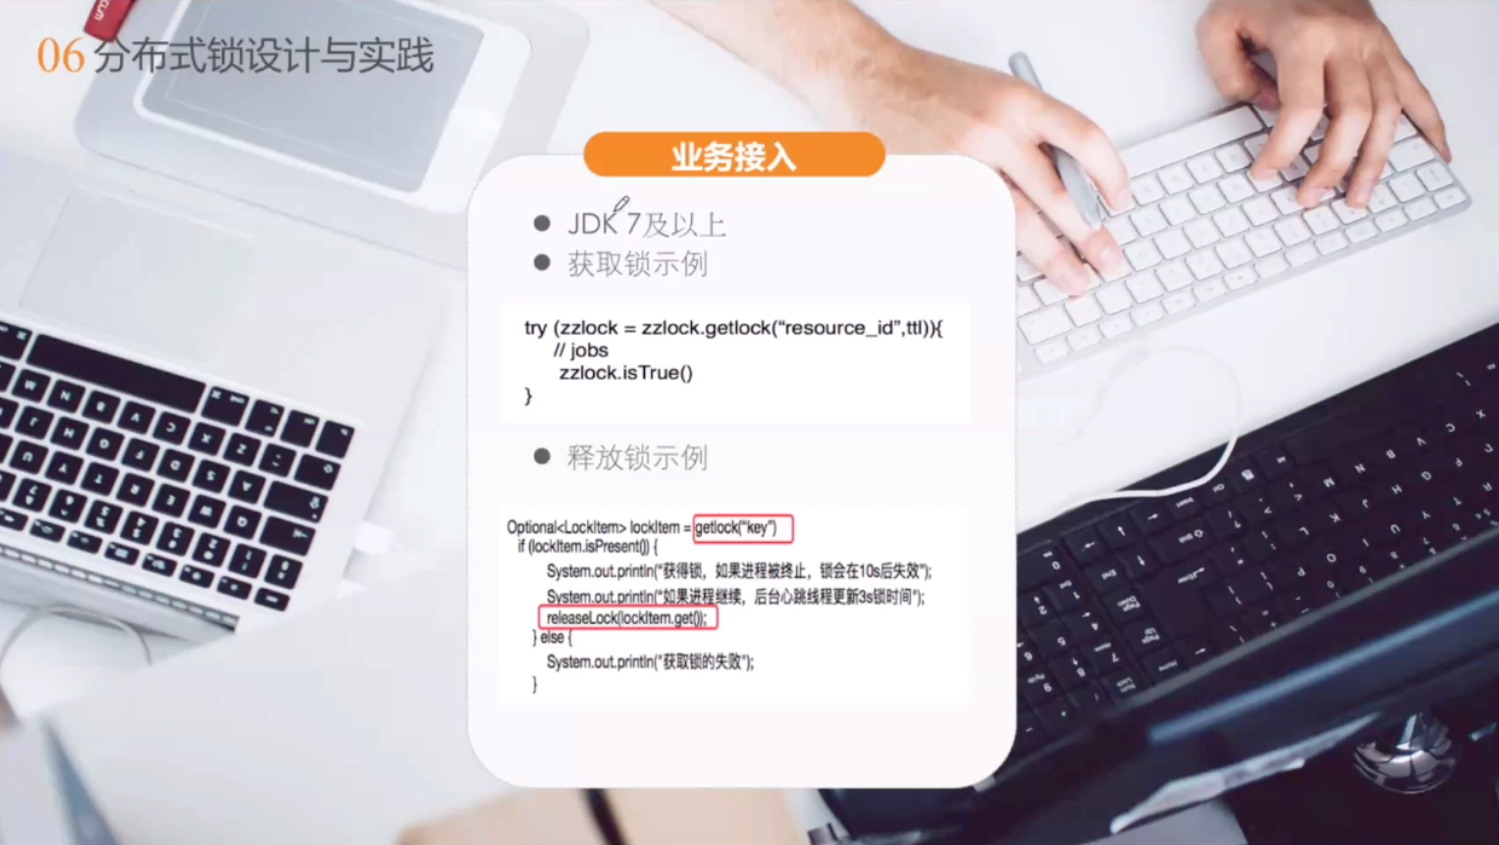 06 分布式锁设计与实践
业务接入
● JDK 7及以上
● 获取锁示例
try (zzlock = zzlock.getlock(“resource_id”,ttl)){
// jobs
zzlock.isTrue()
}
● 释放锁示例
Optional<LockItem> lockItem = getlock(“key”)
if (lockItem.isPresent()) {
System.out.println(“获得锁，如果进程被终止，锁会在10s后失效”);
System.out.println(“如果进程继续，后台心跳线程更新3s锁时间”);
releaseLock(lockItem.get());
} else {
System.out.println(“获取锁的失败”);
}